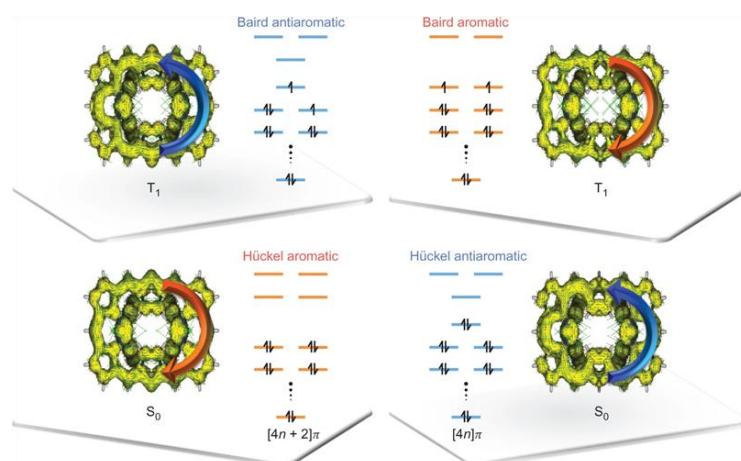 Baird antiaromatic
Baird aromatic
T₁
T₁
Hückel aromatic
Hückel antiaromatic
S₀
S₀
[4n + 2]π
[4n]π